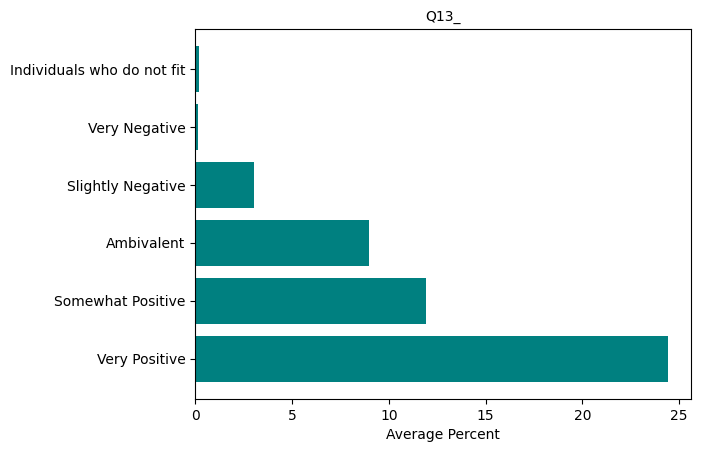 Q13_
Individuals who do not fit
Very Negative
Slightly Negative
Ambivalent
Somewhat Positive
Very Positive
0 5 10 15 20 25
Average Percent